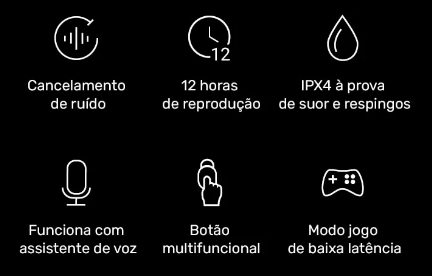 12
Cancelamento
de ruído
12 horas
de reprodução
IPX4 à prova
de suor e respingos
Funciona com
assistente de voz
Botão
multifuncional
Modo jogo
de baixa latência